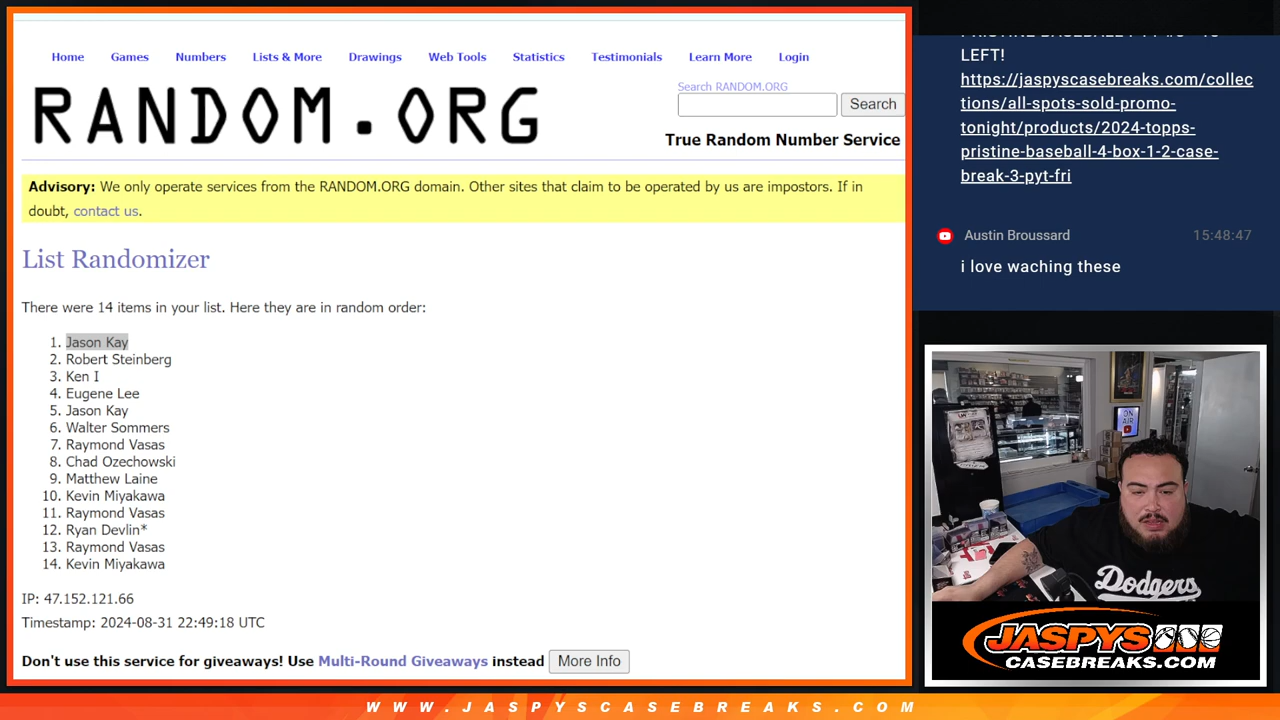 Home Games Numbers Lists & More Drawings Web Tools Statistics Testimonials Learn More Login
RANDOM.ORG
Search RANDOM.ORG
Search
True Random Number Service
Advisory: We only operate services from the RANDOM.ORG domain. Other sites that claim to be operated by us are impostors. If in
doubt, contact us.
List Randomizer
There were 14 items in your list. Here they are in random order:
1. Jason Kay
2. Robert Steinberg
3. Ken I
4. Eugene Lee
5. Jason Kay
6. Walter Sommers
7. Raymond Vasas
8. Chad Ozechowski
9. Matthew Laine
10. Kevin Miyakawa
11. Raymond Vasas
12. Ryan Devlin*
13. Raymond Vasas
14. Kevin Miyakawa
IP: 47.152.121.66
Timestamp: 2024-08-31 22:49:18 UTC
Don't use this service for giveaways! Use Multi-Round Giveaways instead More Info
LEFT!
https://jaspyscasebreaks.com/collec
tions/all-spots-sold-promo-
tonight/products/2024-topps-
pristine-baseball-4-box-1-2-case-
break-3-pyt-fri
Austin Broussard 15:48:47
i love waching these
ON
AIR
Dodgers
JASPYS
CASEBREAKS.COM
WWW.JASPYSCASEBREAKS.COM